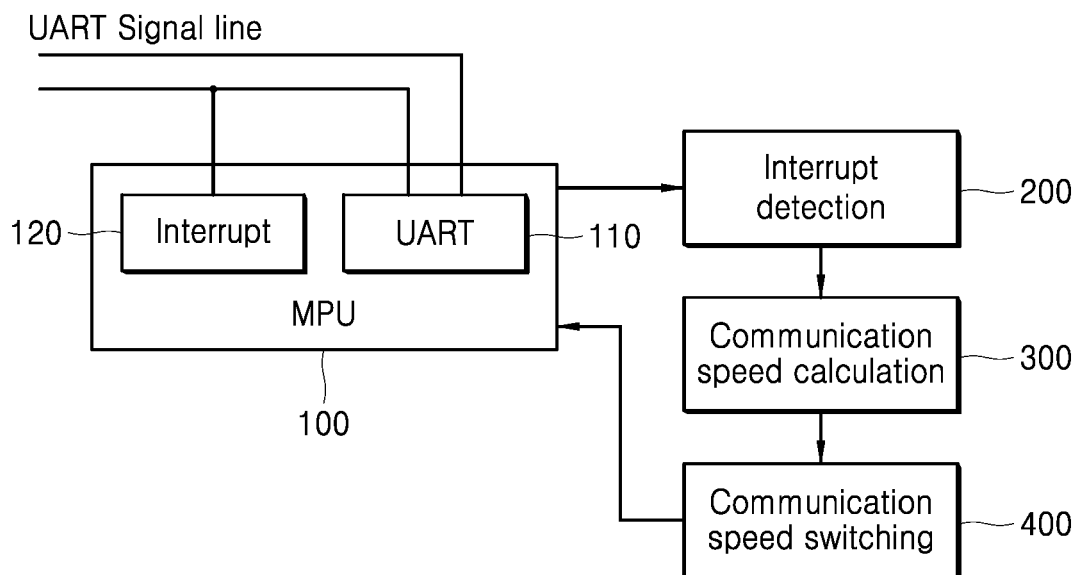 UART Signal line
120
Interrupt
UART
110
MPU
100
Interrupt
detection
200
Communication
speed calculation
300
Communication
speed switching
400